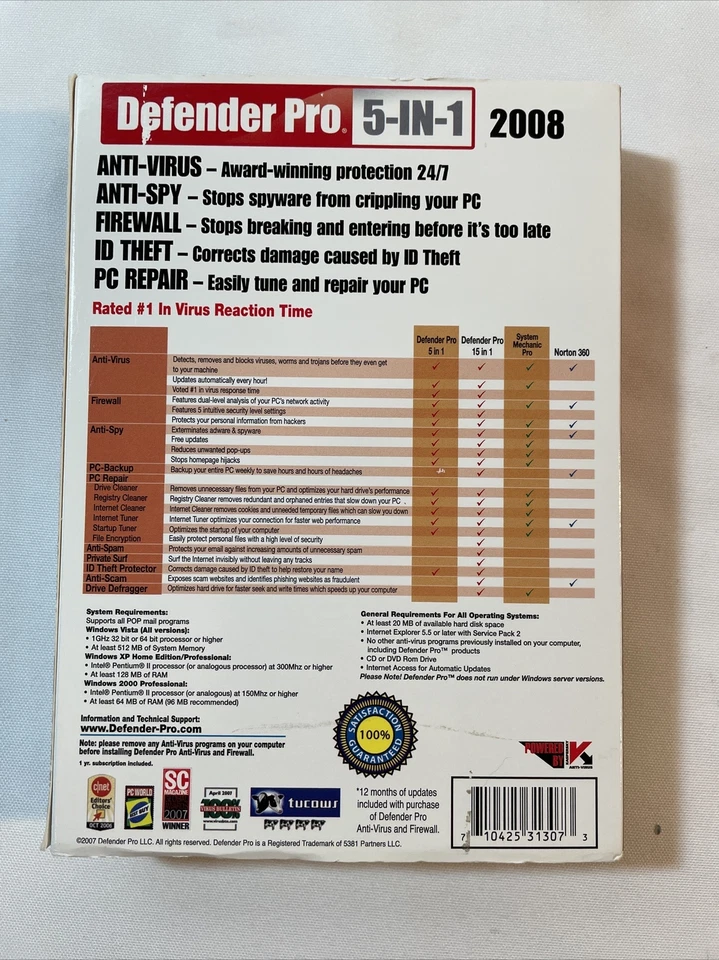 Defender Pro® 5-IN-1 2008
ANTI-VIRUS – Award-winning protection 24/7
ANTI-SPY – Stops spyware from crippling your PC
FIREWALL – Stops breaking and entering before it's too late
ID THEFT – Corrects damage caused by ID Theft
PC REPAIR – Easily tune and repair your PC
Rated #1 In Virus Reaction Time
Defender Pro 5 in 1
Defender Pro 15 in 1
System Mechanic Pro
Norton 360
Anti-Virus Detects, removes and blocks viruses, worms and trojans before they even get
to your machine
Updates automatically every hour!
Voted #1 in virus response time
Firewall Features dual-level analysis of your PC's network activity
Features 5 intuitive security level settings
Protects your personal information from hackers
Anti-Spy Exterminates adware & spyware
Free updates
Reduces unwanted pop-ups
Stops homepage hijacks
PC-Backup Backup your entire PC weekly to save hours and hours of headaches
PC Repair
Drive Cleaner Removes unnecessary files from your PC and optimizes your hard drive's performance
Registry Cleaner Registry Cleaner removes redundant and orphaned entries that slow down your PC .
Internet Cleaner Internet Cleaner removes cookies and unneeded temporary files which can slow you down
Internet Tuner Internet Tuner optimizes your connection for faster web performance
Startup Tuner Optimizes the startup of your computer
File Encryption Easily protect personal files with a high level of security
Anti-Spam Protects your email against increasing amounts of unnecessary spam
Private Surf Surf the Internet invisibly without leaving any tracks
ID Theft Protector Corrects damage caused by ID theft to help restore your name
Anti-Scam Exposes scam websites and identifies phishing websites as fraudulent
Drive Defragger Optimizes hard drive for faster seek and write times which speeds up your computer
System Requirements:
Supports all POP mail programs
Windows Vista (All versions):
• 1GHz 32 bit or 64 bit processor or higher
• At least 512 MB of System Memory
Windows XP Home Edition/Professional:
• Intel® Pentium® II processor (or analogous processor) at 300Mhz or higher
• At least 128 MB of RAM
Windows 2000 Professional:
• Intel® Pentium® II processor (or analogous) at 150Mhz or higher
• At least 64 MB of RAM (96 MB recommended)
Information and Technical Support:
www.Defender-Pro.com
Note: please remove any Anti-Virus programs on your computer
before installing Defender Pro Anti-Virus and Firewall.
1 yr. subscription included.
General Requirements For All Operating Systems:
• At least 20 MB of available hard disk space
• Internet Explorer 5.5 or later with Service Pack 2
• No other anti-virus programs previously installed on your computer,
including Defender Pro™ products
• CD or DVD Rom Drive
• Internet Access for Automatic Updates
Please Note! Defender Pro™ does not run under Windows server versions.
SATISFACTION
100%
GUARANTEED
POWERED
BY
KASPERSKY
ANTI-VIRUS
c|net
Editors' Choice
OCT 2006
PC WORLD
BEST BUY
SC
MAGAZINE
2007
WINNER
April 2007
100%
VIRUS BULLETIN
www.virusbtn.com
tucows
*12 months of updates
included with purchase
of Defender Pro
Anti-Virus and Firewall.
7 10425 31307 3
©2007 Defender Pro LLC. All rights reserved. Defender Pro is a Registered Trademark of 5381 Partners LLC.